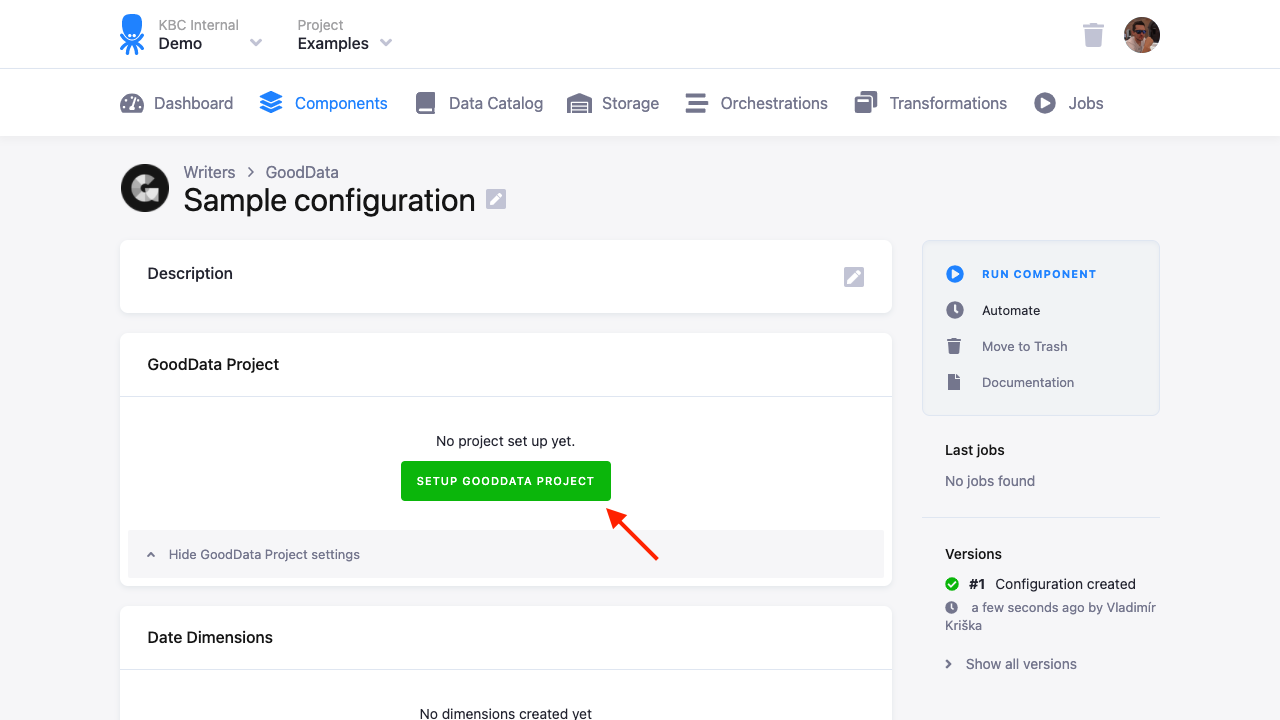 KBC Internal
Demo
Project
Examples
Dashboard
Components
Data Catalog
Storage
Orchestrations
Transformations
Jobs
Writers > GoodData
Sample configuration
Description
GoodData Project
No project set up yet.
SETUP GOODDATA PROJECT
Hide GoodData Project settings
Date Dimensions
No dimensions created yet
RUN COMPONENT
Automate
Move to Trash
Documentation
Last jobs
No jobs found
Versions
#1 Configuration created
a few seconds ago by Vladimír
Kriška
Show all versions